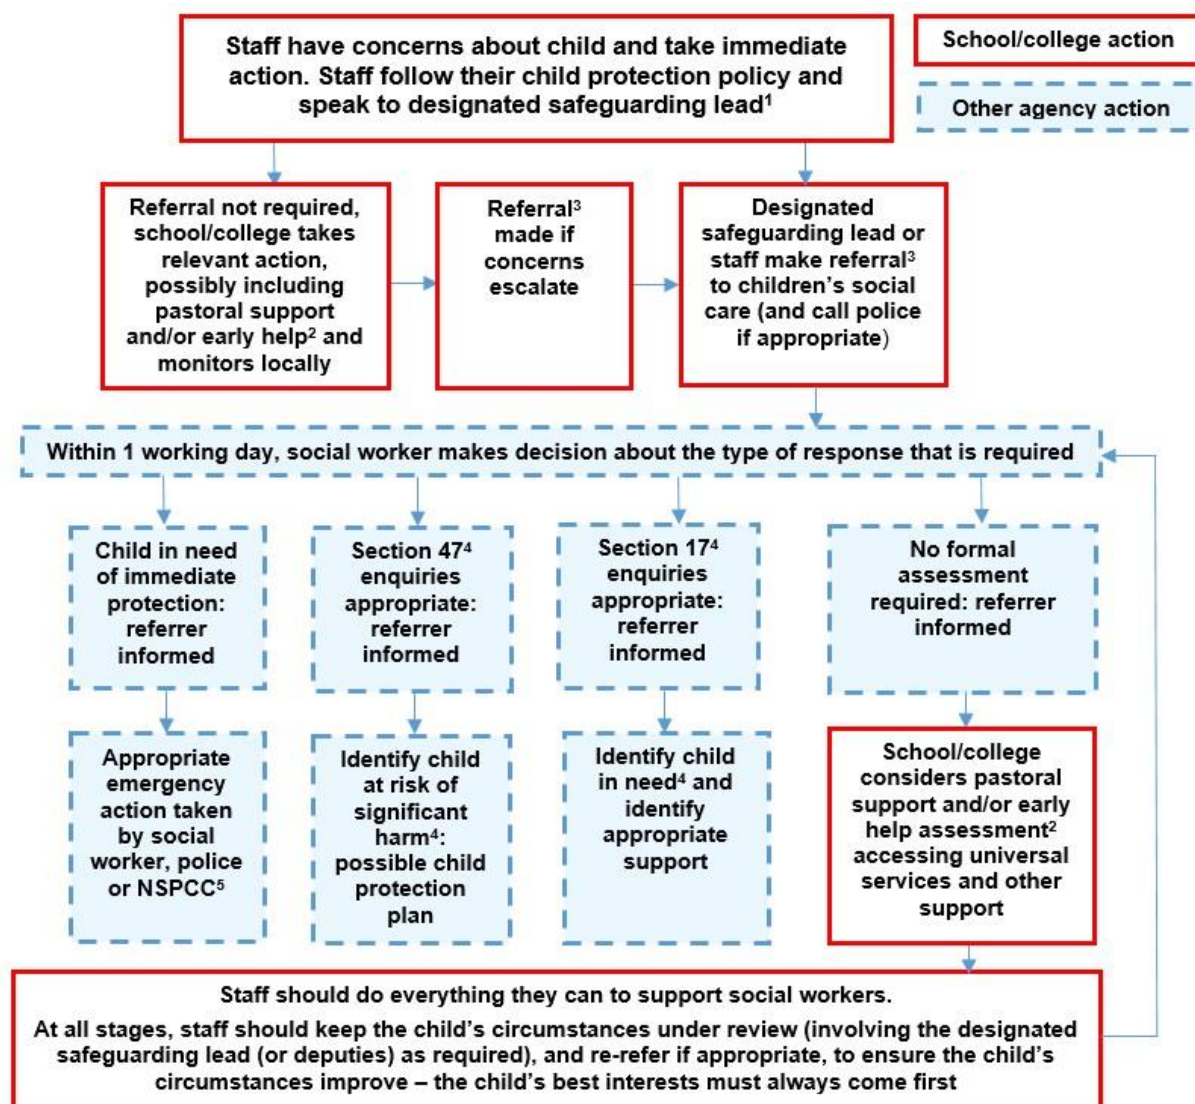 Staff have concerns about child and take immediate
action. Staff follow their child protection policy and
speak to designated safeguarding lead¹
School/college action
Other agency action
Referral not required,
school/college takes
relevant action,
possibly including
pastoral support
and/or early help² and
monitors locally
Referral³
made if
concerns
escalate
Designated
safeguarding lead or
staff make referral³
to children’s social
care (and call police
if appropriate)
Within 1 working day, social worker makes decision about the type of response that is required
Child in need
of immediate
protection:
referrer
informed
Section 47⁴
enquiries
appropriate:
referrer
informed
Section 17⁴
enquiries
appropriate:
referrer
informed
No formal
assessment
required: referrer
informed
Appropriate
emergency
action taken
by social
worker, police
or NSPCC⁵
Identify child
at risk of
significant
harm⁴:
possible child
protection
plan
Identify child
in need⁴ and
identify
appropriate
support
School/college
considers pastoral
support and/or early
help assessment²
accessing universal
services and other
support
Staff should do everything they can to support social workers.
At all stages, staff should keep the child’s circumstances under review (involving the designated
safeguarding lead (or deputies) as required), and re-refer if appropriate, to ensure the child’s
circumstances improve – the child’s best interests must always come first